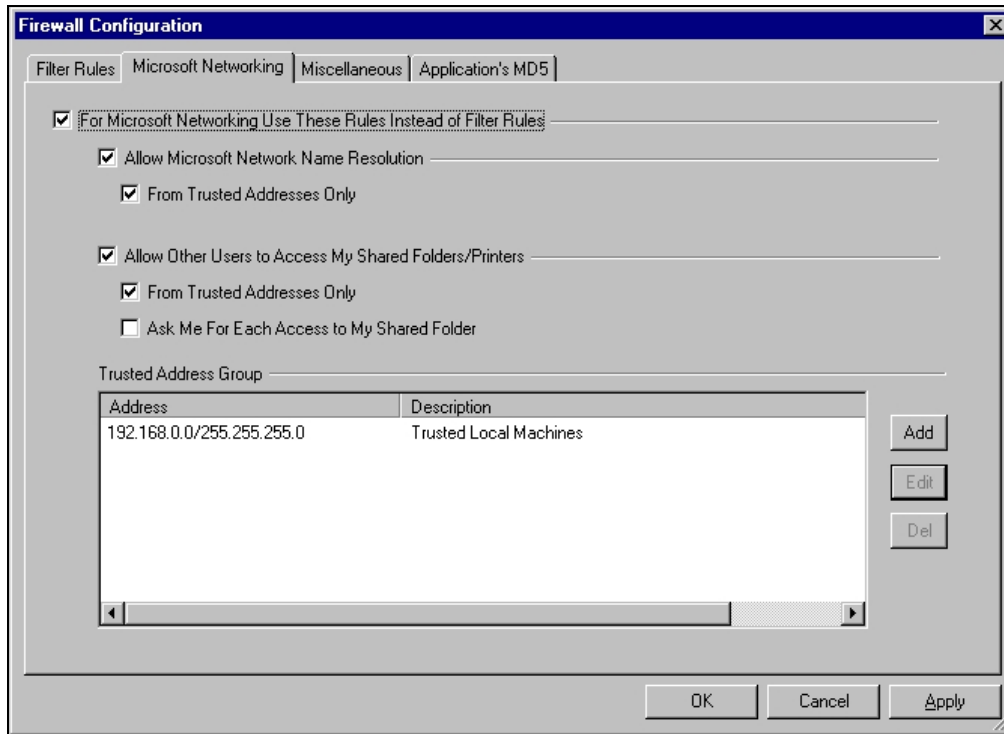 Firewall Configuration
Filter Rules Microsoft Networking Miscellaneous Application's MD5
For Microsoft Networking Use These Rules Instead of Filter Rules
Allow Microsoft Network Name Resolution
From Trusted Addresses Only
Allow Other Users to Access My Shared Folders/Printers
From Trusted Addresses Only
Ask Me For Each Access to My Shared Folder
Trusted Address Group
Address Description
192.168.0.0/255.255.255.0 Trusted Local Machines
Add
Edit
Del
OK Cancel Apply